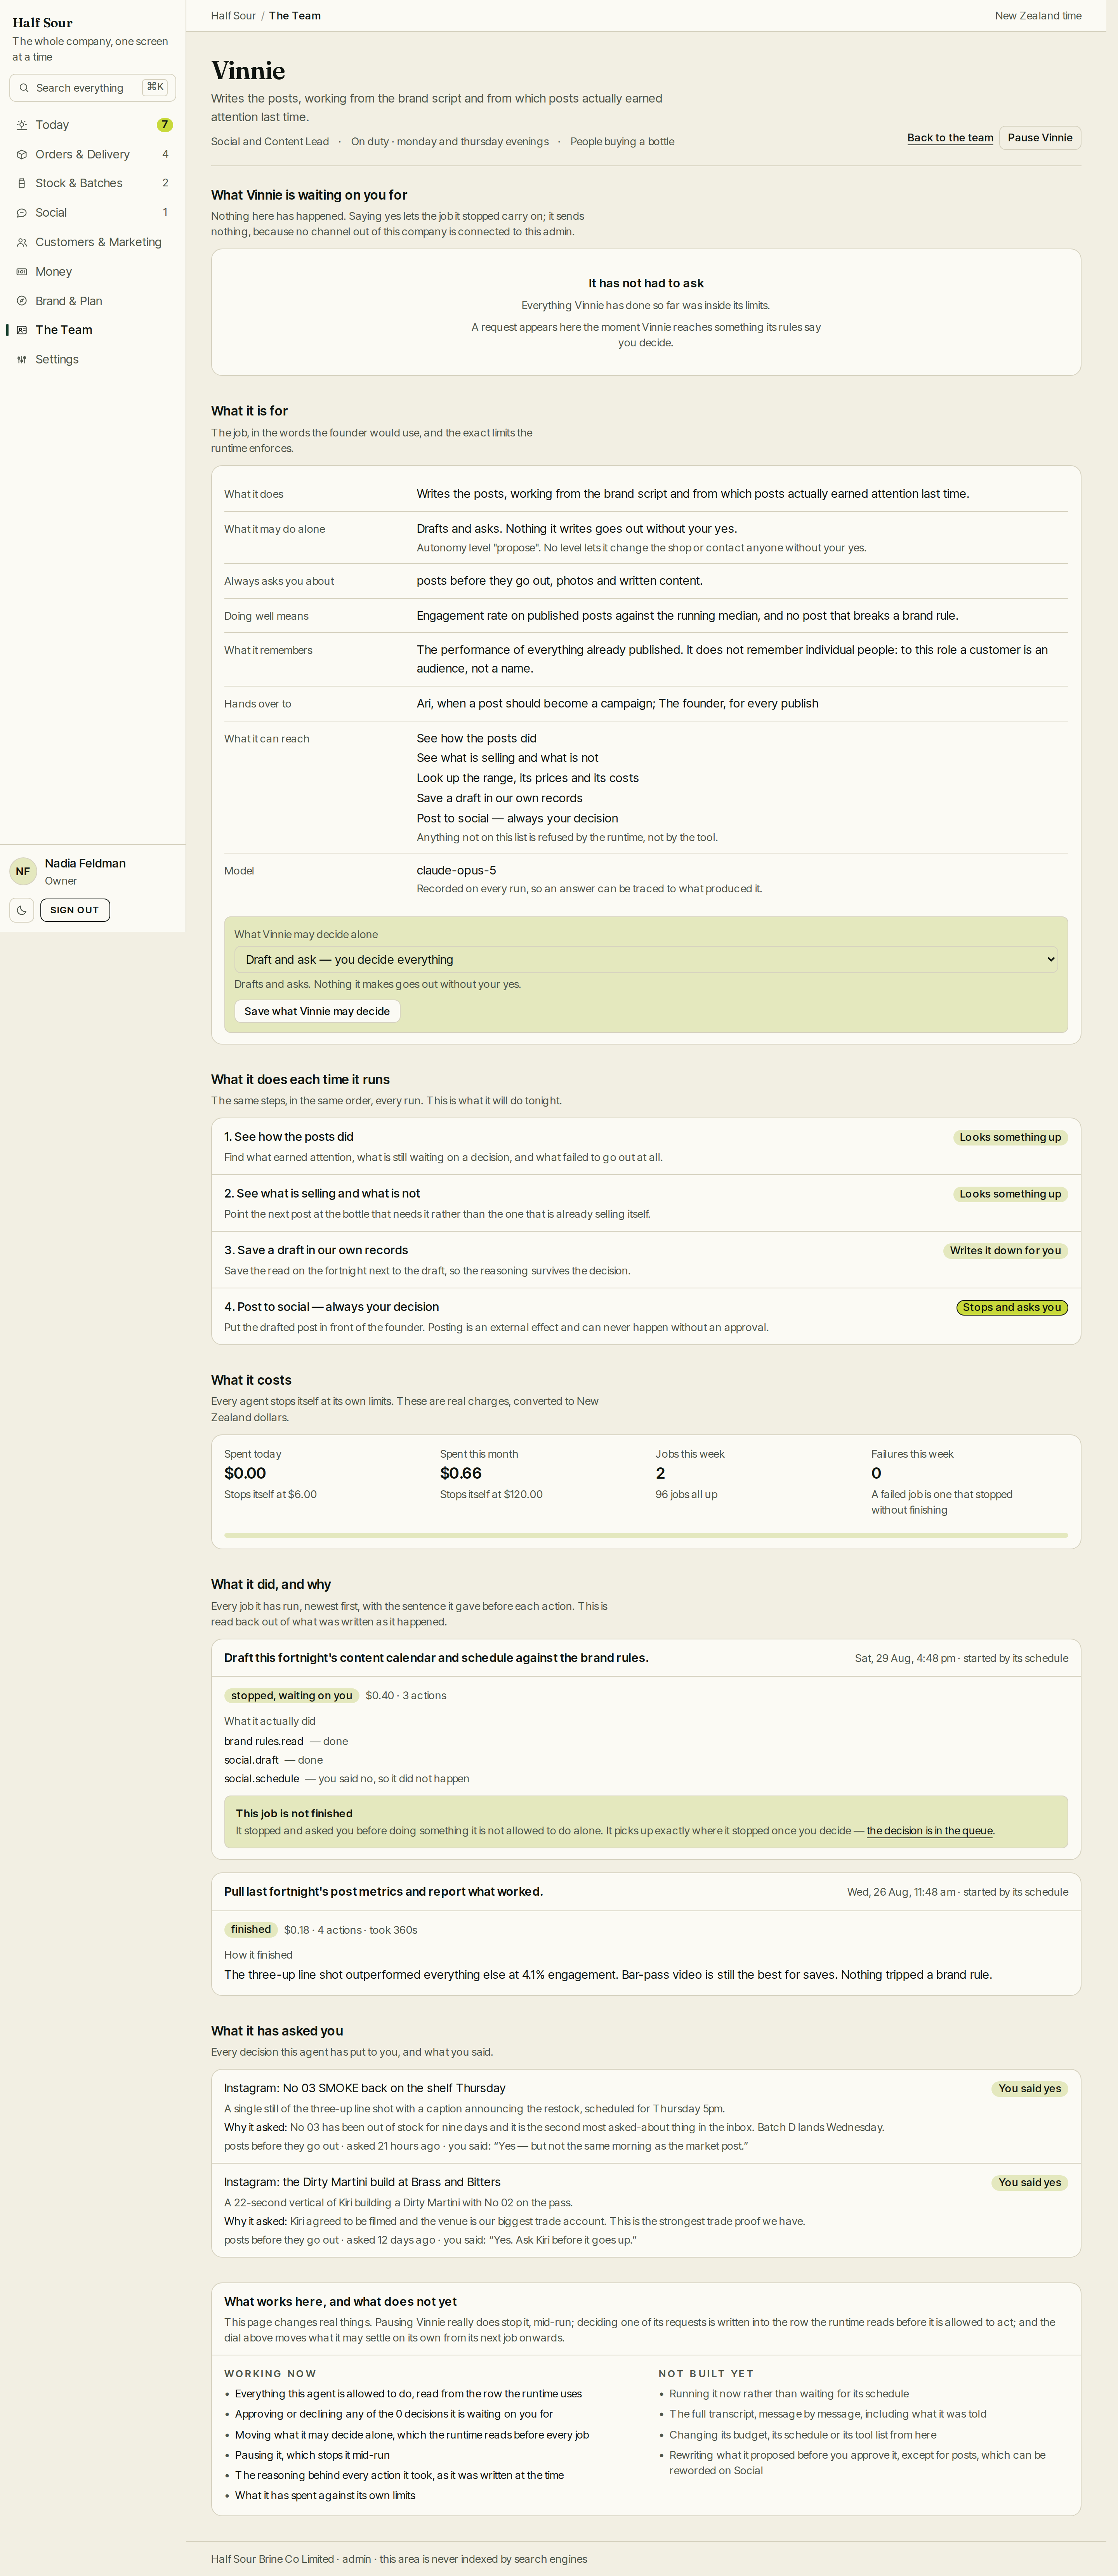 Half Sour
The whole company, one screen
at a time
Search everything ⌘K
Today 7
Orders & Delivery 4
Stock & Batches 2
Social 1
Customers & Marketing
Money
Brand & Plan
The Team
Settings
NF
Nadia Feldman
Owner
SIGN OUT
Half Sour / The Team
New Zealand time
Vinnie
Writes the posts, working from the brand script and from which posts actually earned
attention last time.
Social and Content Lead · On duty · monday and thursday evenings · People buying a bottle
Back to the team
Pause Vinnie
What Vinnie is waiting on you for
Nothing here has happened. Saying yes lets the job it stopped carry on; it sends
nothing, because no channel out of this company is connected to this admin.
It has not had to ask
Everything Vinnie has done so far was inside its limits.
A request appears here the moment Vinnie reaches something its rules say
you decide.
What it is for
The job, in the words the founder would use, and the exact limits the
runtime enforces.
What it does
Writes the posts, working from the brand script and from which posts actually earned attention last time.
What it may do alone
Drafts and asks. Nothing it writes goes out without your yes.
Autonomy level "propose". No level lets it change the shop or contact anyone without your yes.
Always asks you about
posts before they go out, photos and written content.
Doing well means
Engagement rate on published posts against the running median, and no post that breaks a brand rule.
What it remembers
The performance of everything already published. It does not remember individual people: to this role a customer is an
audience, not a name.
Hands over to
Ari, when a post should become a campaign; The founder, for every publish
What it can reach
See how the posts did
See what is selling and what is not
Look up the range, its prices and its costs
Save a draft in our own records
Post to social — always your decision
Anything not on this list is refused by the runtime, not by the tool.
Model
claude-opus-5
Recorded on every run, so an answer can be traced to what produced it.
What Vinnie may decide alone
Draft and ask — you decide everything
Drafts and asks. Nothing it makes goes out without your yes.
Save what Vinnie may decide
What it does each time it runs
The same steps, in the same order, every run. This is what it will do tonight.
1. See how the posts did
Looks something up
Find what earned attention, what is still waiting on a decision, and what failed to go out at all.
2. See what is selling and what is not
Looks something up
Point the next post at the bottle that needs it rather than the one that is already selling itself.
3. Save a draft in our own records
Writes it down for you
Save the read on the fortnight next to the draft, so the reasoning survives the decision.
4. Post to social — always your decision
Stops and asks you
Put the drafted post in front of the founder. Posting is an external effect and can never happen without an approval.
What it costs
Every agent stops itself at its own limits. These are real charges, converted to New
Zealand dollars.
Spent today
$0.00
Stops itself at $6.00
Spent this month
$0.66
Stops itself at $120.00
Jobs this week
2
96 jobs all up
Failures this week
0
A failed job is one that stopped
without finishing
What it did, and why
Every job it has run, newest first, with the sentence it gave before each action. This is
read back out of what was written as it happened.
Draft this fortnight's content calendar and schedule against the brand rules.
Sat, 29 Aug, 4:48 pm · started by its schedule
stopped, waiting on you $0.40 · 3 actions
What it actually did
brand rules.read — done
social.draft — done
social.schedule — you said no, so it did not happen
This job is not finished
It stopped and asked you before doing something it is not allowed to do alone. It picks up exactly where it stopped once you decide — the decision is in the queue.
Pull last fortnight's post metrics and report what worked.
Wed, 26 Aug, 11:48 am · started by its schedule
finished $0.18 · 4 actions · took 360s
How it finished
The three-up line shot outperformed everything else at 4.1% engagement. Bar-pass video is still the best for saves. Nothing tripped a brand rule.
What it has asked you
Every decision this agent has put to you, and what you said.
Instagram: No 03 SMOKE back on the shelf Thursday
You said yes
A single still of the three-up line shot with a caption announcing the restock, scheduled for Thursday 5pm.
Why it asked: No 03 has been out of stock for nine days and it is the second most asked-about thing in the inbox. Batch D lands Wednesday.
posts before they go out · asked 21 hours ago · you said: “Yes — but not the same morning as the market post.”
Instagram: the Dirty Martini build at Brass and Bitters
You said yes
A 22-second vertical of Kiri building a Dirty Martini with No 02 on the pass.
Why it asked: Kiri agreed to be filmed and the venue is our biggest trade account. This is the strongest trade proof we have.
posts before they go out · asked 12 days ago · you said: “Yes. Ask Kiri before it goes up.”
What works here, and what does not yet
This page changes real things. Pausing Vinnie really does stop it, mid-run; deciding one of its requests is written into the row the runtime reads before it is allowed to act; and the
dial above moves what it may settle on its own from its next job onwards.
WORKING NOW
• Everything this agent is allowed to do, read from the row the runtime uses
• Approving or declining any of the 0 decisions it is waiting on you for
• Moving what it may decide alone, which the runtime reads before every job
• Pausing it, which stops it mid-run
• The reasoning behind every action it took, as it was written at the time
• What it has spent against its own limits
NOT BUILT YET
• Running it now rather than waiting for its schedule
• The full transcript, message by message, including what it was told
• Changing its budget, its schedule or its tool list from here
• Rewriting what it proposed before you approve it, except for posts, which can be
reworded on Social
Half Sour Brine Co Limited · admin · this area is never indexed by search engines